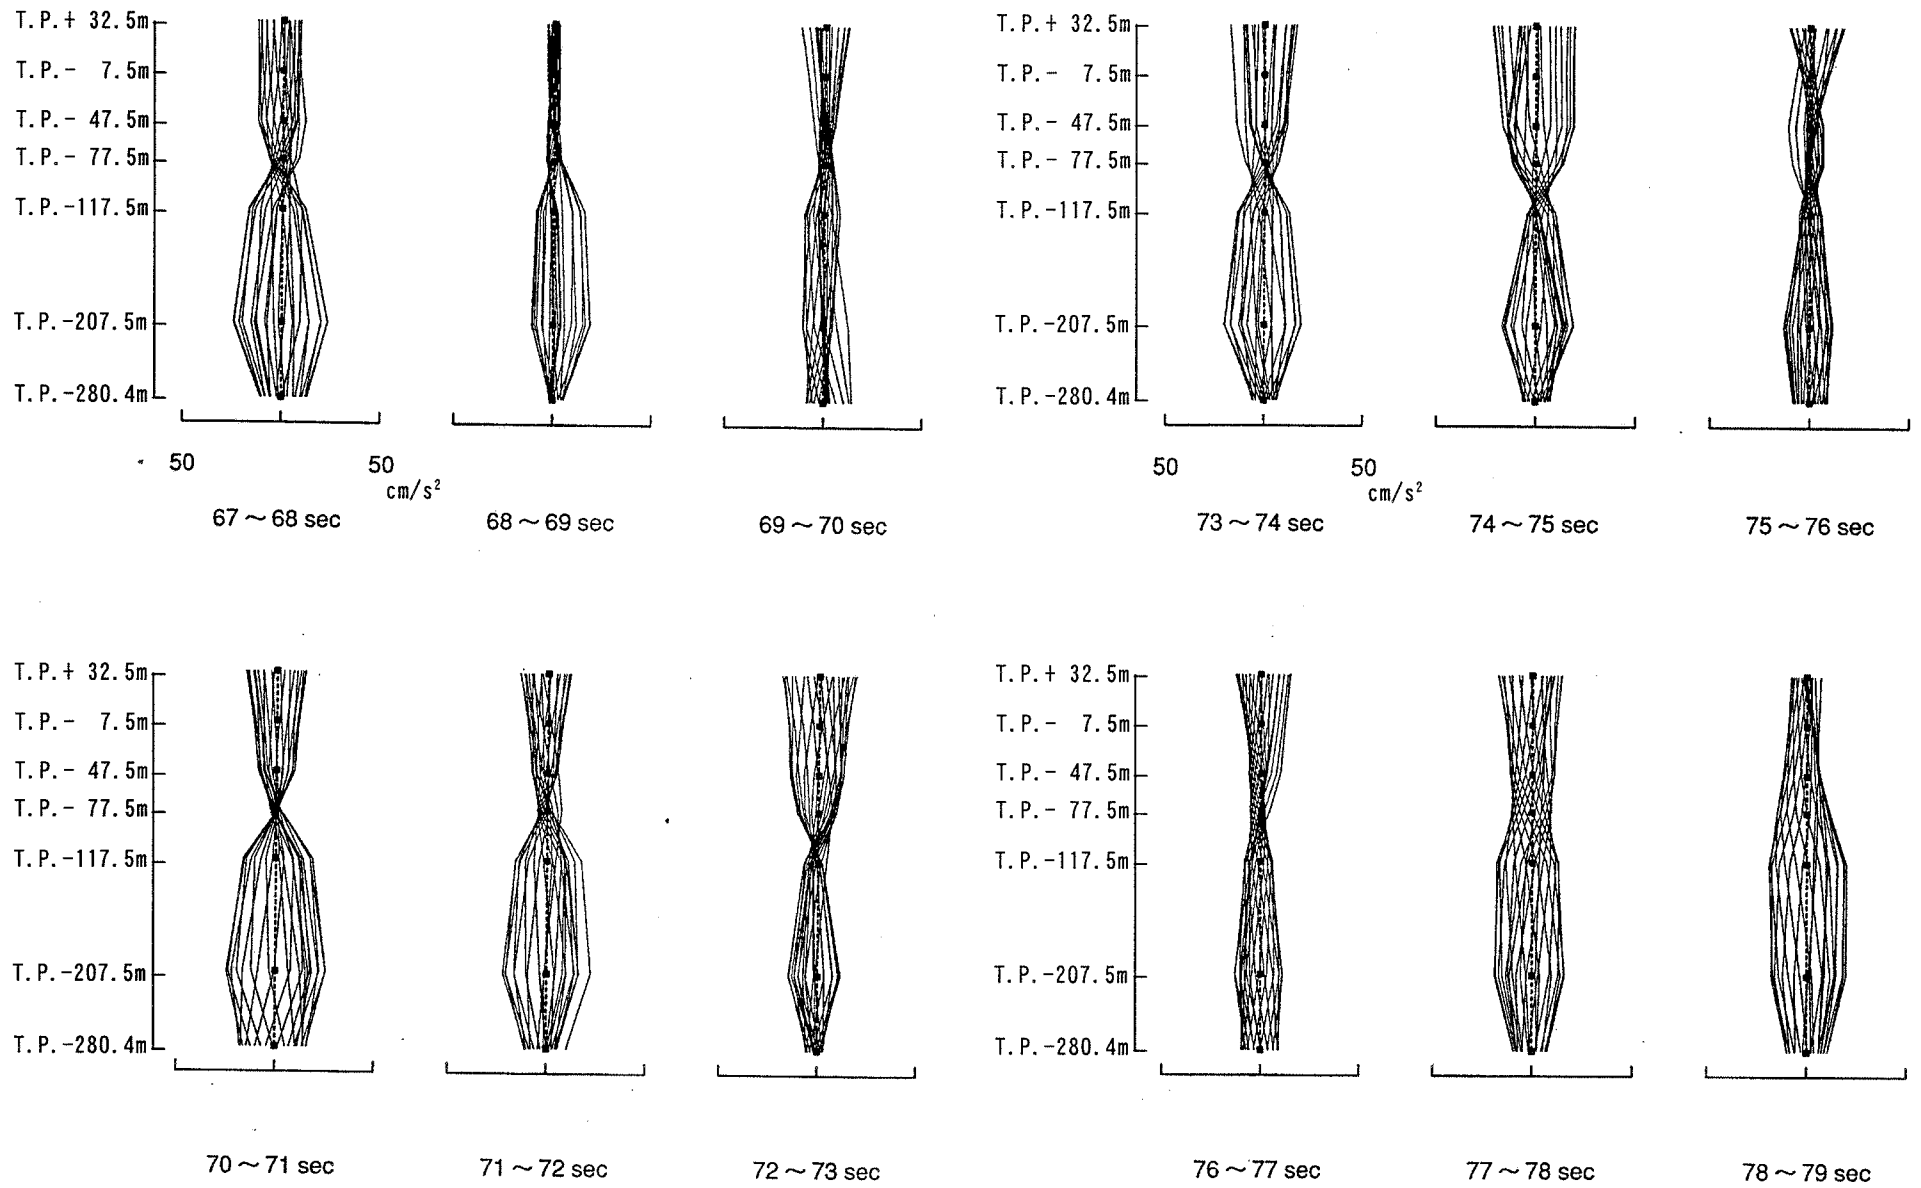 T.P.+ 32.5m
T.P.- 7.5m
T.P.- 47.5m
T.P.- 77.5m
T.P.-117.5m
T.P.-207.5m
T.P.-280.4m
50 50
cm/s²
67～68 sec 68～69 sec 69～70 sec
T.P.+ 32.5m
T.P.- 7.5m
T.P.- 47.5m
T.P.- 77.5m
T.P.-117.5m
T.P.-207.5m
T.P.-280.4m
50 50
cm/s²
73～74 sec 74～75 sec 75～76 sec
T.P.+ 32.5m
T.P.- 7.5m
T.P.- 47.5m
T.P.- 77.5m
T.P.-117.5m
T.P.-207.5m
T.P.-280.4m
70～71 sec 71～72 sec 72～73 sec
T.P.+ 32.5m
T.P.- 7.5m
T.P.- 47.5m
T.P.- 77.5m
T.P.-117.5m
T.P.-207.5m
T.P.-280.4m
76～77 sec 77～78 sec 78～79 sec